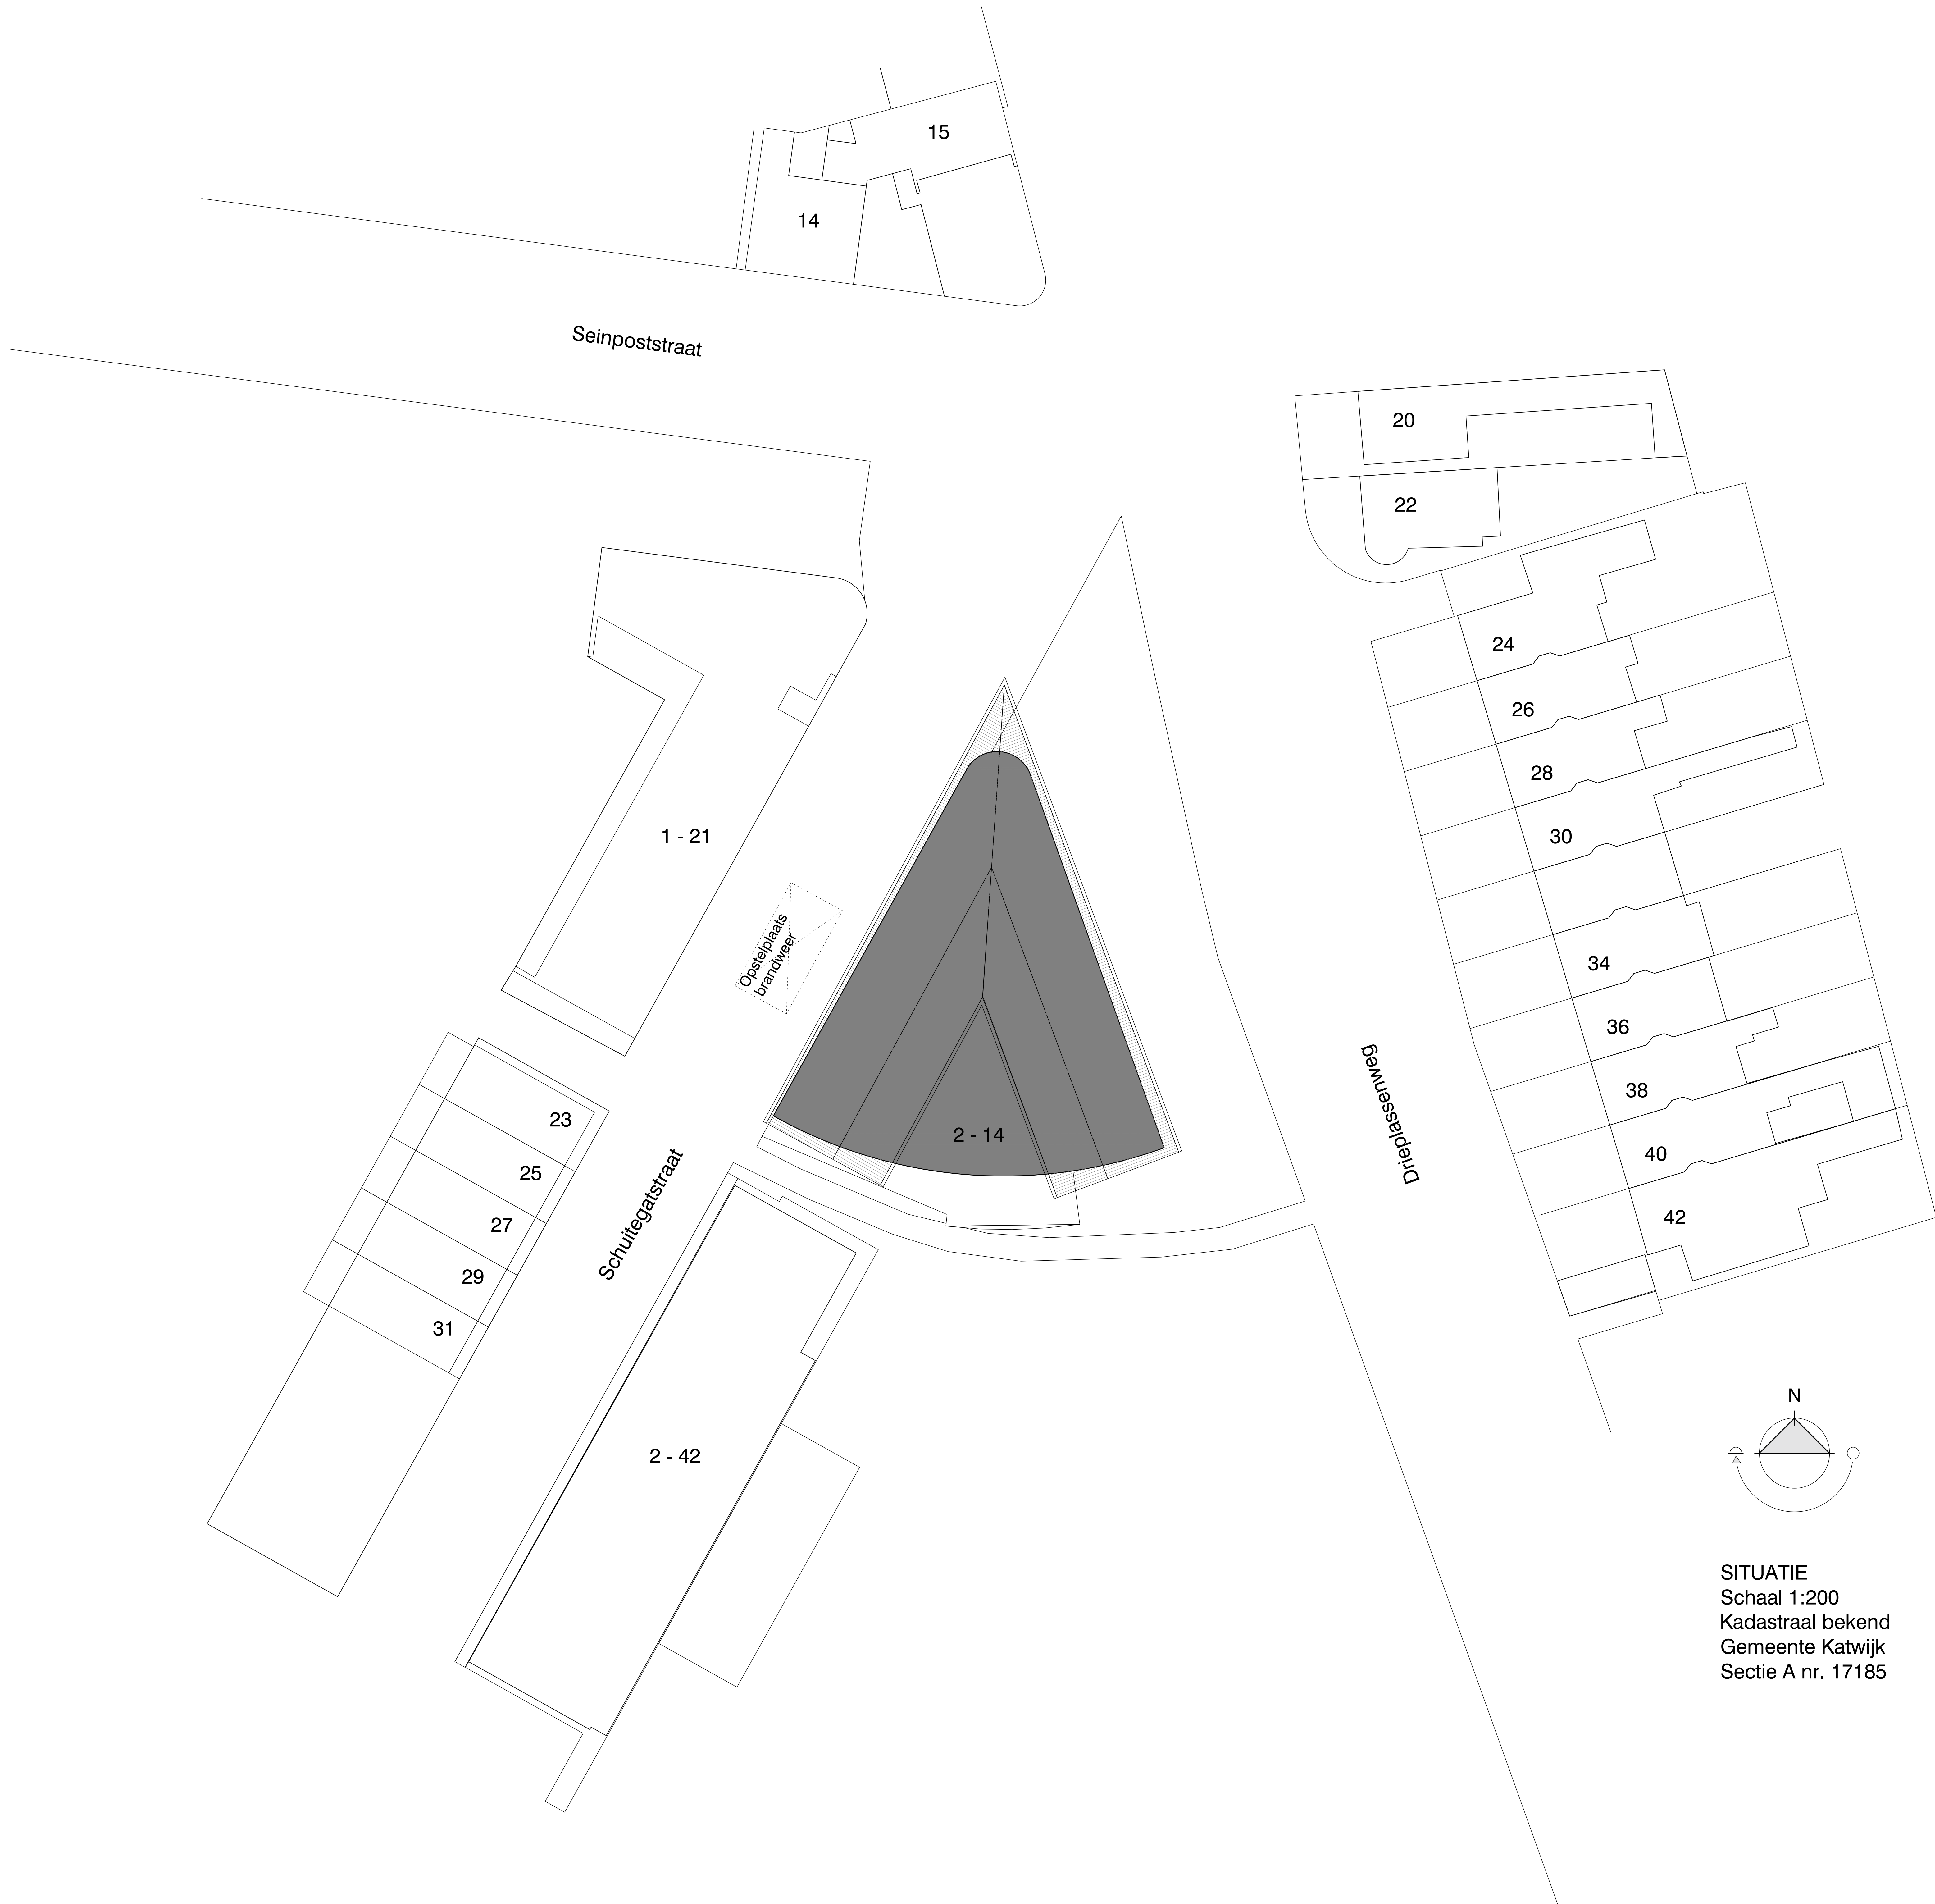 15
14
Seinpoststraat
20
22
24
26
28
30
34
36
38
40
42
1 - 21
Opstelplaats
brandweer
2 - 14
Drieplassenweg
23
25
27
29
31
Schuitegatstraat
2 - 42
N
SITUATIE
Schaal 1:200
Kadastraal bekend
Gemeente Katwijk
Sectie A nr. 17185